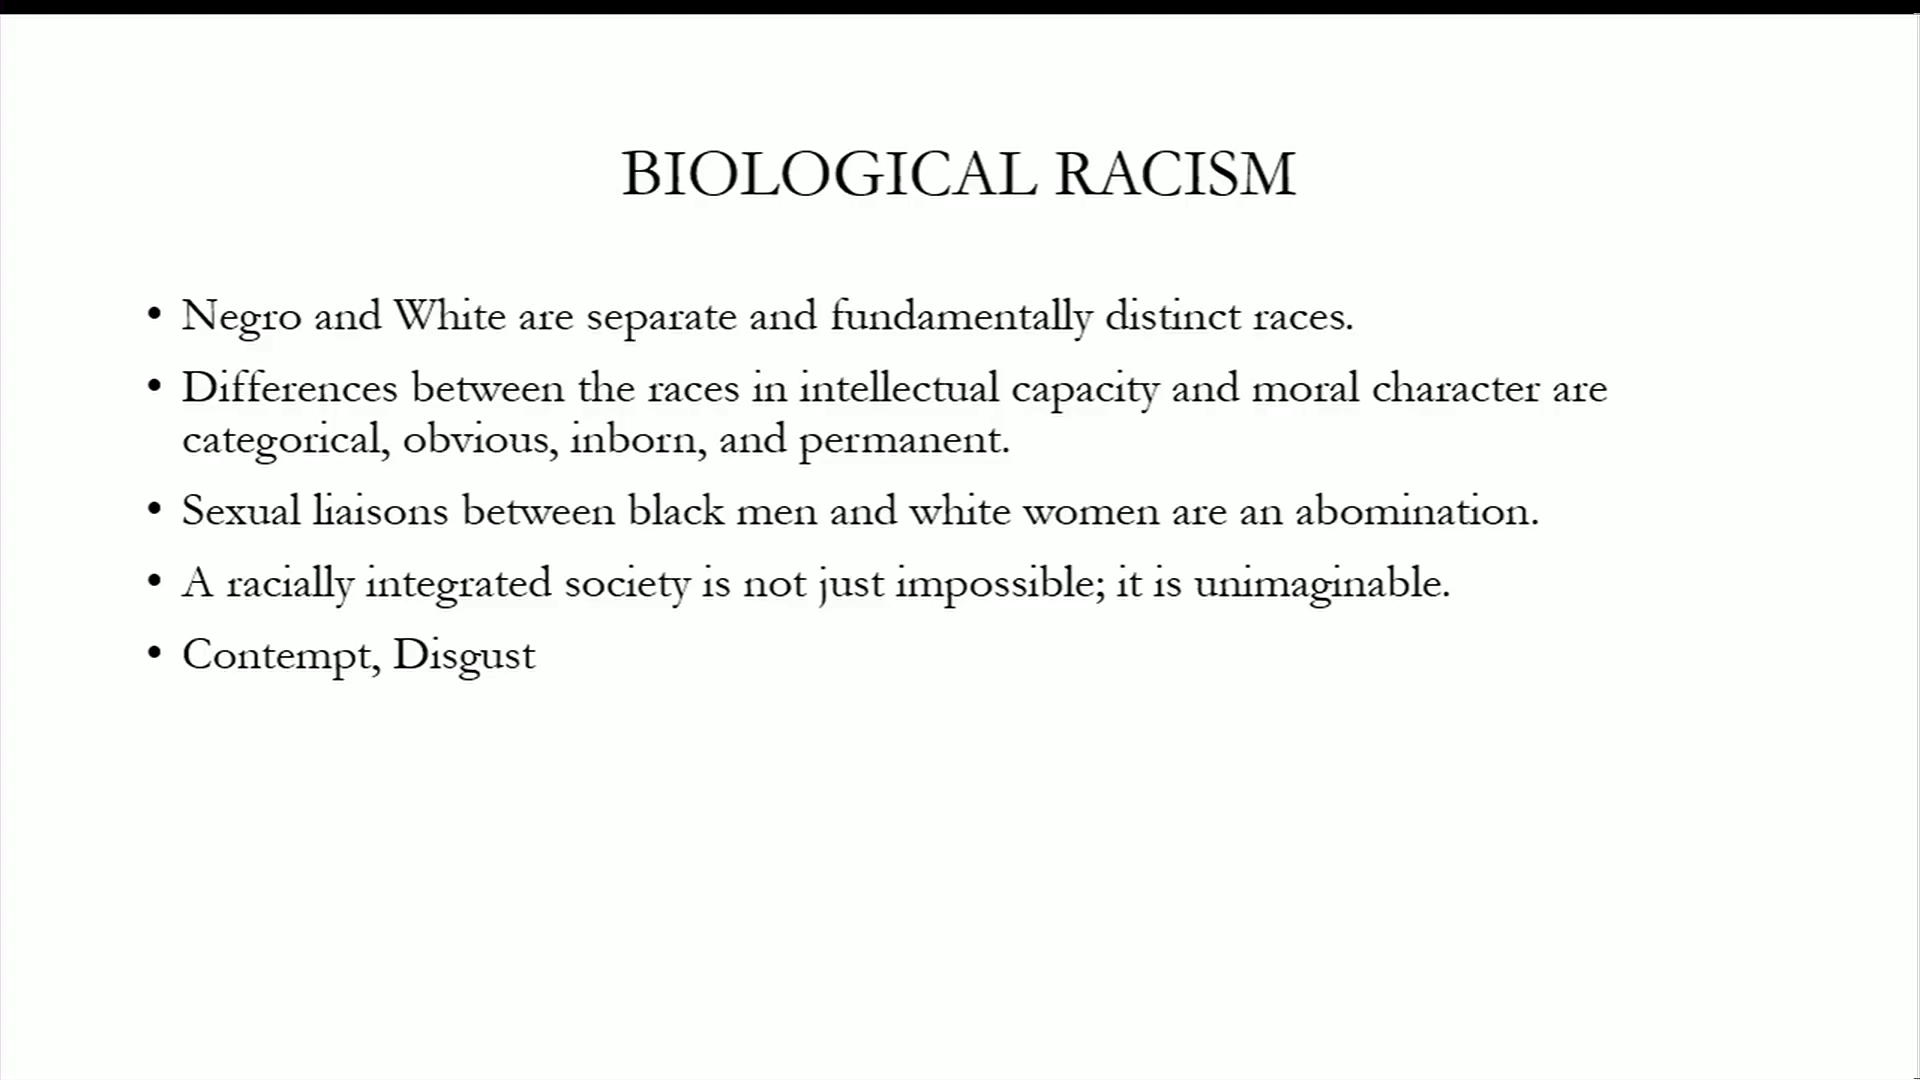 BIOLOGICAL RACISM
• Negro and White are separate and fundamentally distinct races.
• Differences between the races in intellectual capacity and moral character are
categorical, obvious, inborn, and permanent.
• Sexual liaisons between black men and white women are an abomination.
• A racially integrated society is not just impossible; it is unimaginable.
• Contempt, Disgust